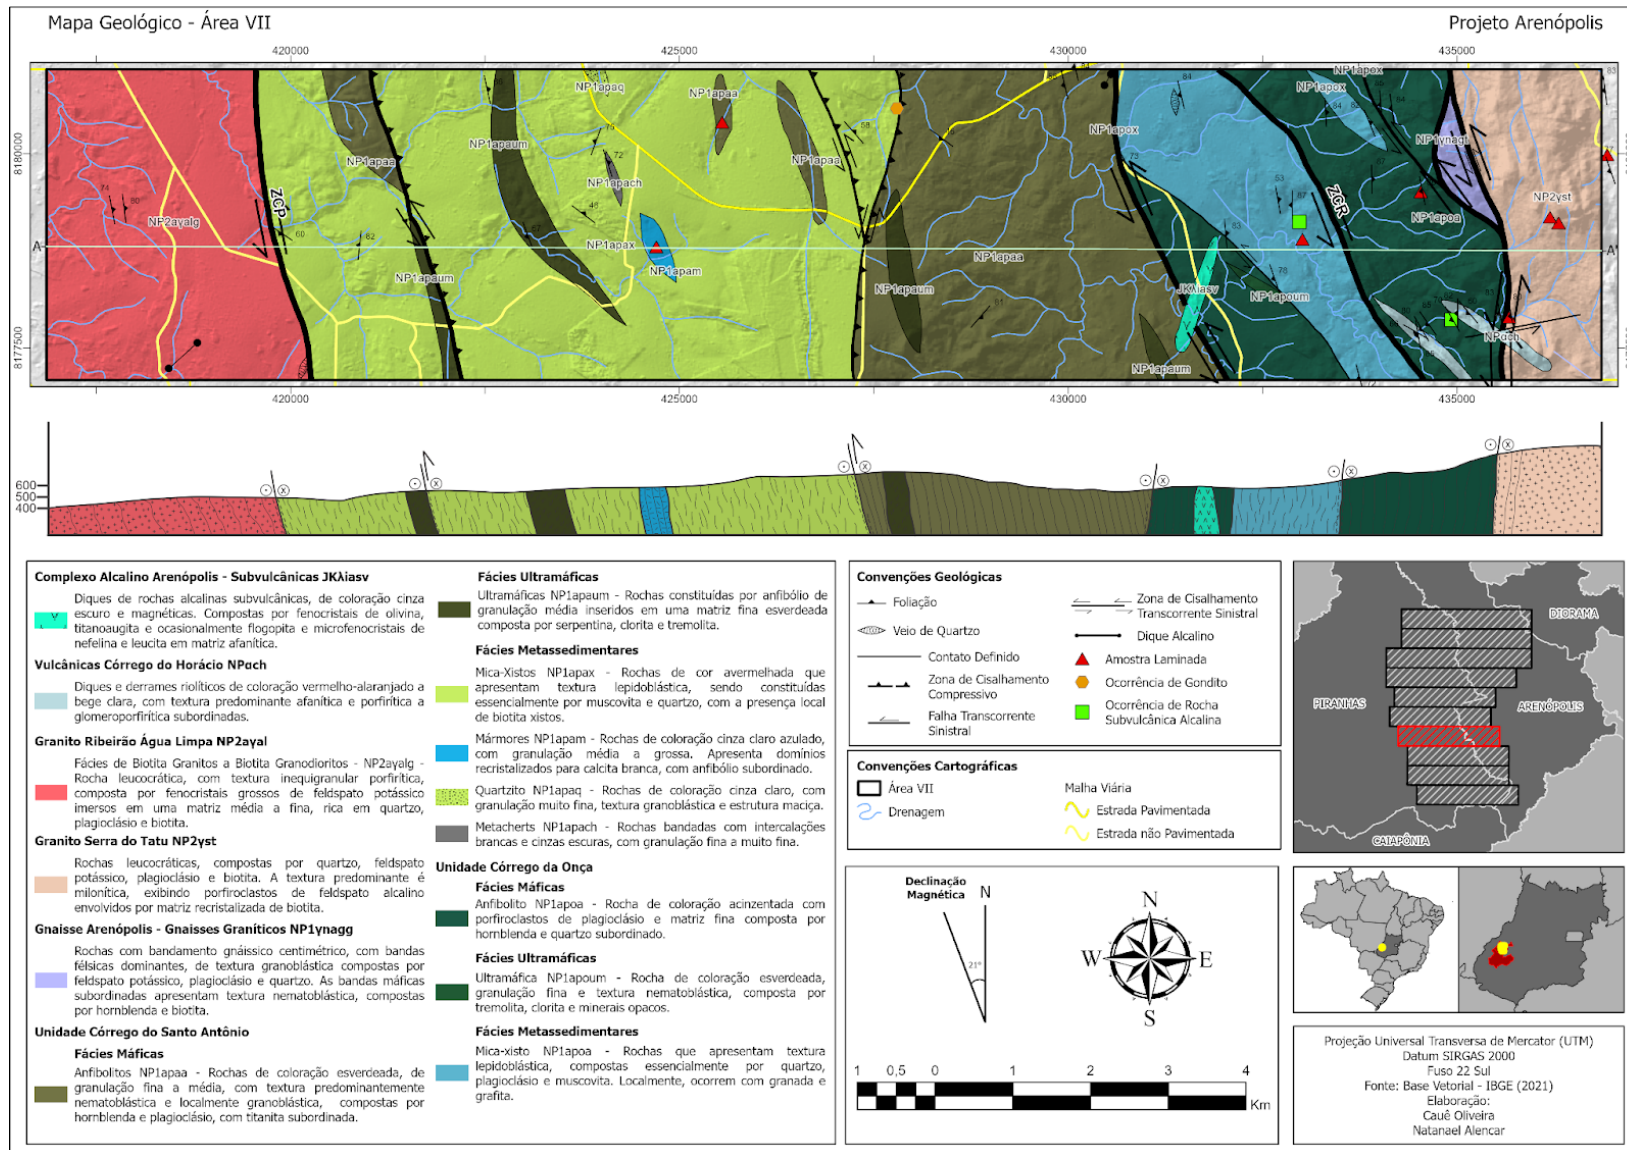 Mapa Geológico - Área VII
Projeto Arenópolis
420000
425000
430000
435000
8180000
8177500
NP1apaq
NP1apaa
NP1apox
NP1apox
NP1apaa
NP1apaum
NP1apaa
NP1apox
NP1γnagt
NP1apach
NP2γst
NP2aγalg
ZCP
ZCR
NP1apoa
A
NP1apax
NP1apam
NP1apaa
A'
NP1apaum
NP1apaum
JKλiasv
NP1apoum
NPαch
NP1apaum
420000
425000
430000
435000
600
500
400
Complexo Alcalino Arenópolis - Subvulcânicas JKλiasv
Diques de rochas alcalinas subvulcânicas, de coloração cinza
escuro e magnéticas. Compostas por fenocristais de olivina,
titanoaugita e ocasionalmente flogopita e microfenocristais de
nefelina e leucita em matriz afanítica.
Vulcânicas Córrego do Horácio NPαch
Diques e derrames riolíticos de coloração vermelho-alaranjado a
bege clara, com textura predominante afanítica e porfirítica a
glomeroporfirítica subordinadas.
Granito Ribeirão Água Limpa NP2aγal
Fácies de Biotita Granitos a Biotita Granodioritos - NP2aγalg -
Rocha leucocrática, com textura inequigranular porfirítica,
composta por fenocristais grossos de feldspato potássico
imersos em uma matriz média a fina, rica em quartzo,
plagioclásio e biotita.
Granito Serra do Tatu NP2γst
Rochas leucocráticas, compostas por quartzo, feldspato
potássico, plagioclásio e biotita. A textura predominante é
milonítica, exibindo porfiroclastos de feldspato alcalino
envolvidos por matriz recristalizada de biotita.
Gnaisse Arenópolis - Gnaisses Graníticos NP1γnagg
Rochas com bandamento gnáissico centimétrico, com bandas
félsicas dominantes, de textura granoblástica compostas por
feldspato potássico, plagioclásio e quartzo. As bandas máficas
subordinadas apresentam textura nematoblástica, compostas
por hornblenda e biotita.
Unidade Córrego do Santo Antônio
Fácies Máficas
Anfibolitos NP1apaa - Rochas de coloração esverdeada, de
granulação fina a média, com textura predominantemente
nematoblástica e localmente granoblástica, compostas por
hornblenda e plagioclásio, com titanita subordinada.
Fácies Ultramáficas
Ultramáficas NP1apaum - Rochas constituídas por anfibólio de
granulação média inseridos em uma matriz fina esverdeada
composta por serpentina, clorita e tremolita.
Fácies Metassedimentares
Mica-Xistos NP1apax - Rochas de cor avermelhada que
apresentam textura lepidoblástica, sendo constituídas
essencialmente por muscovita e quartzo, com a presença local
de biotita xistos.
Mármores NP1apam - Rochas de coloração cinza claro azulado,
com granulação média a grossa. Apresenta domínios
recristalizados para calcita branca, com anfibólio subordinado.
Quartzito NP1apaq - Rochas de coloração cinza claro, com
granulação muito fina, textura granoblástica e estrutura maciça.
Metacherts NP1apach - Rochas bandadas com intercalações
brancas e cinzas escuras, com granulação fina a muito fina.
Unidade Córrego da Onça
Fácies Máficas
Anfibolito NP1apoa - Rocha de coloração acinzentada com
porfiroclastos de plagioclásio e matriz fina composta por
hornblenda e quartzo subordinado.
Fácies Ultramáficas
Ultramáfica NP1apoum - Rocha de coloração esverdeada,
granulação fina e textura nematoblástica, composta por
tremolita, clorita e minerais opacos.
Fácies Metassedimentares
Mica-xisto NP1apoa - Rochas que apresentam textura
lepidoblástica, compostas essencialmente por quartzo,
plagioclásio e muscovita. Localmente, ocorrem com granada e
grafita.
Convenções Geológicas
Foliação
Veio de Quartzo
Contato Definido
Zona de Cisalhamento
Compressivo
Falha Transcorrente
Sinistral
Zona de Cisalhamento
Transcorrente Sinistral
Dique Alcalino
Amostra Laminada
Ocorrência de Gondito
Ocorrência de Rocha
Subvulcânica Alcalina
Convenções Cartográficas
Área VII
Drenagem
Malha Viária
Estrada Pavimentada
Estrada não Pavimentada
Declinação
Magnética
N
21°
N
W
E
S
1 0,5 0 1 2 3 4
Km
DIORAMA
PIRANHAS
ARENÓPOLIS
CAIAPÔNIA
Projeção Universal Transversa de Mercator (UTM)
Datum SIRGAS 2000
Fuso 22 Sul
Fonte: Base Vetorial - IBGE (2021)
Elaboração:
Cauê Oliveira
Natanael Alencar